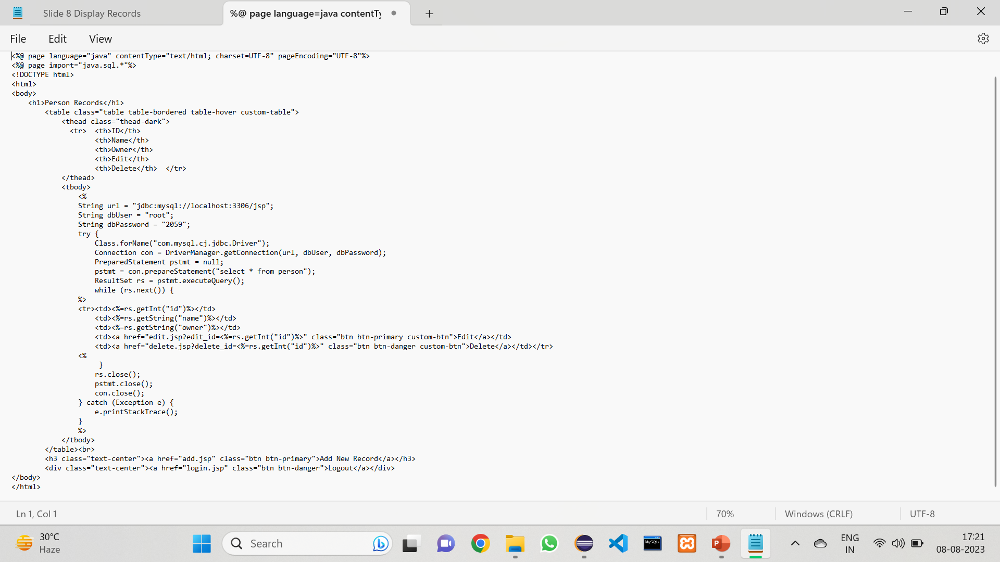 Slide 8 Display Records
%@ page language=java contentTy
File Edit View
<%@ page language="java" contentType="text/html; charset=UTF-8" pageEncoding="UTF-8"%>
<%@ page import="java.sql.*"%>
<!DOCTYPE html>
<html>
<body>
    <h1>Person Records</h1>
        <table class="table table-bordered table-hover custom-table">
            <thead class="thead-dark">
              <tr>  <th>ID</th>
                    <th>Name</th>
                    <th>Owner</th>
                    <th>Edit</th>
                    <th>Delete</th>  </tr>
            </thead>
            <tbody>
                <%
                String url = "jdbc:mysql://localhost:3306/jsp";
                String dbUser = "root";
                String dbPassword = "2059";
                try {
                    Class.forName("com.mysql.cj.jdbc.Driver");
                    Connection con = DriverManager.getConnection(url, dbUser, dbPassword);
                    PreparedStatement pstmt = null;
                    pstmt = con.prepareStatement("select * from person");
                    ResultSet rs = pstmt.executeQuery();
                    while (rs.next()) {
                %>
                <tr><td><%=rs.getInt("id")%></td>
                    <td><%=rs.getString("name")%></td>
                    <td><%=rs.getString("owner")%></td>
                    <td><a href="edit.jsp?edit_id=<%=rs.getInt("id")%>" class="btn btn-primary custom-btn">Edit</a></td>
                    <td><a href="delete.jsp?delete_id=<%=rs.getInt("id")%>" class="btn btn-danger custom-btn">Delete</a></td></tr>
                <%
                     }
                    rs.close();
                    pstmt.close();
                    con.close();
                } catch (Exception e) {
                    e.printStackTrace();
                }
                %>
            </tbody>
        </table><br>
        <h3 class="text-center"><a href="add.jsp" class="btn btn-primary">Add New Record</a></h3>
        <div class="text-center"><a href="login.jsp" class="btn btn-danger">Logout</a></div>
</body>
</html>
Ln 1, Col 1 70% Windows (CRLF) UTF-8
30°C
Haze
Search
MySQL>
P
ENG
IN
17:21
08-08-2023